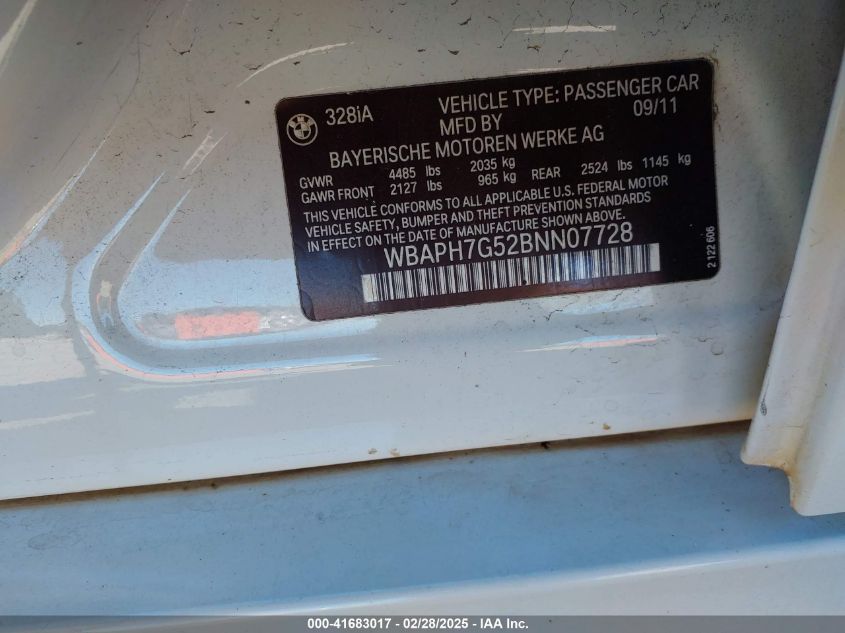 328iA VEHICLE TYPE: PASSENGER CAR
MFD BY 09/11
BAYERISCHE MOTOREN WERKE AG
GVWR 4485 lbs 2035 kg
GAWR FRONT 2127 lbs 965 kg REAR 2524 lbs 1145 kg
THIS VEHICLE CONFORMS TO ALL APPLICABLE U.S. FEDERAL MOTOR
VEHICLE SAFETY, BUMPER AND THEFT PREVENTION STANDARDS
IN EFFECT ON THE DATE OF MANUFACTURE SHOWN ABOVE.
WBAPH7G52BNN07728
2 122 606
000-41683017 - 02/28/2025 - IAA Inc.